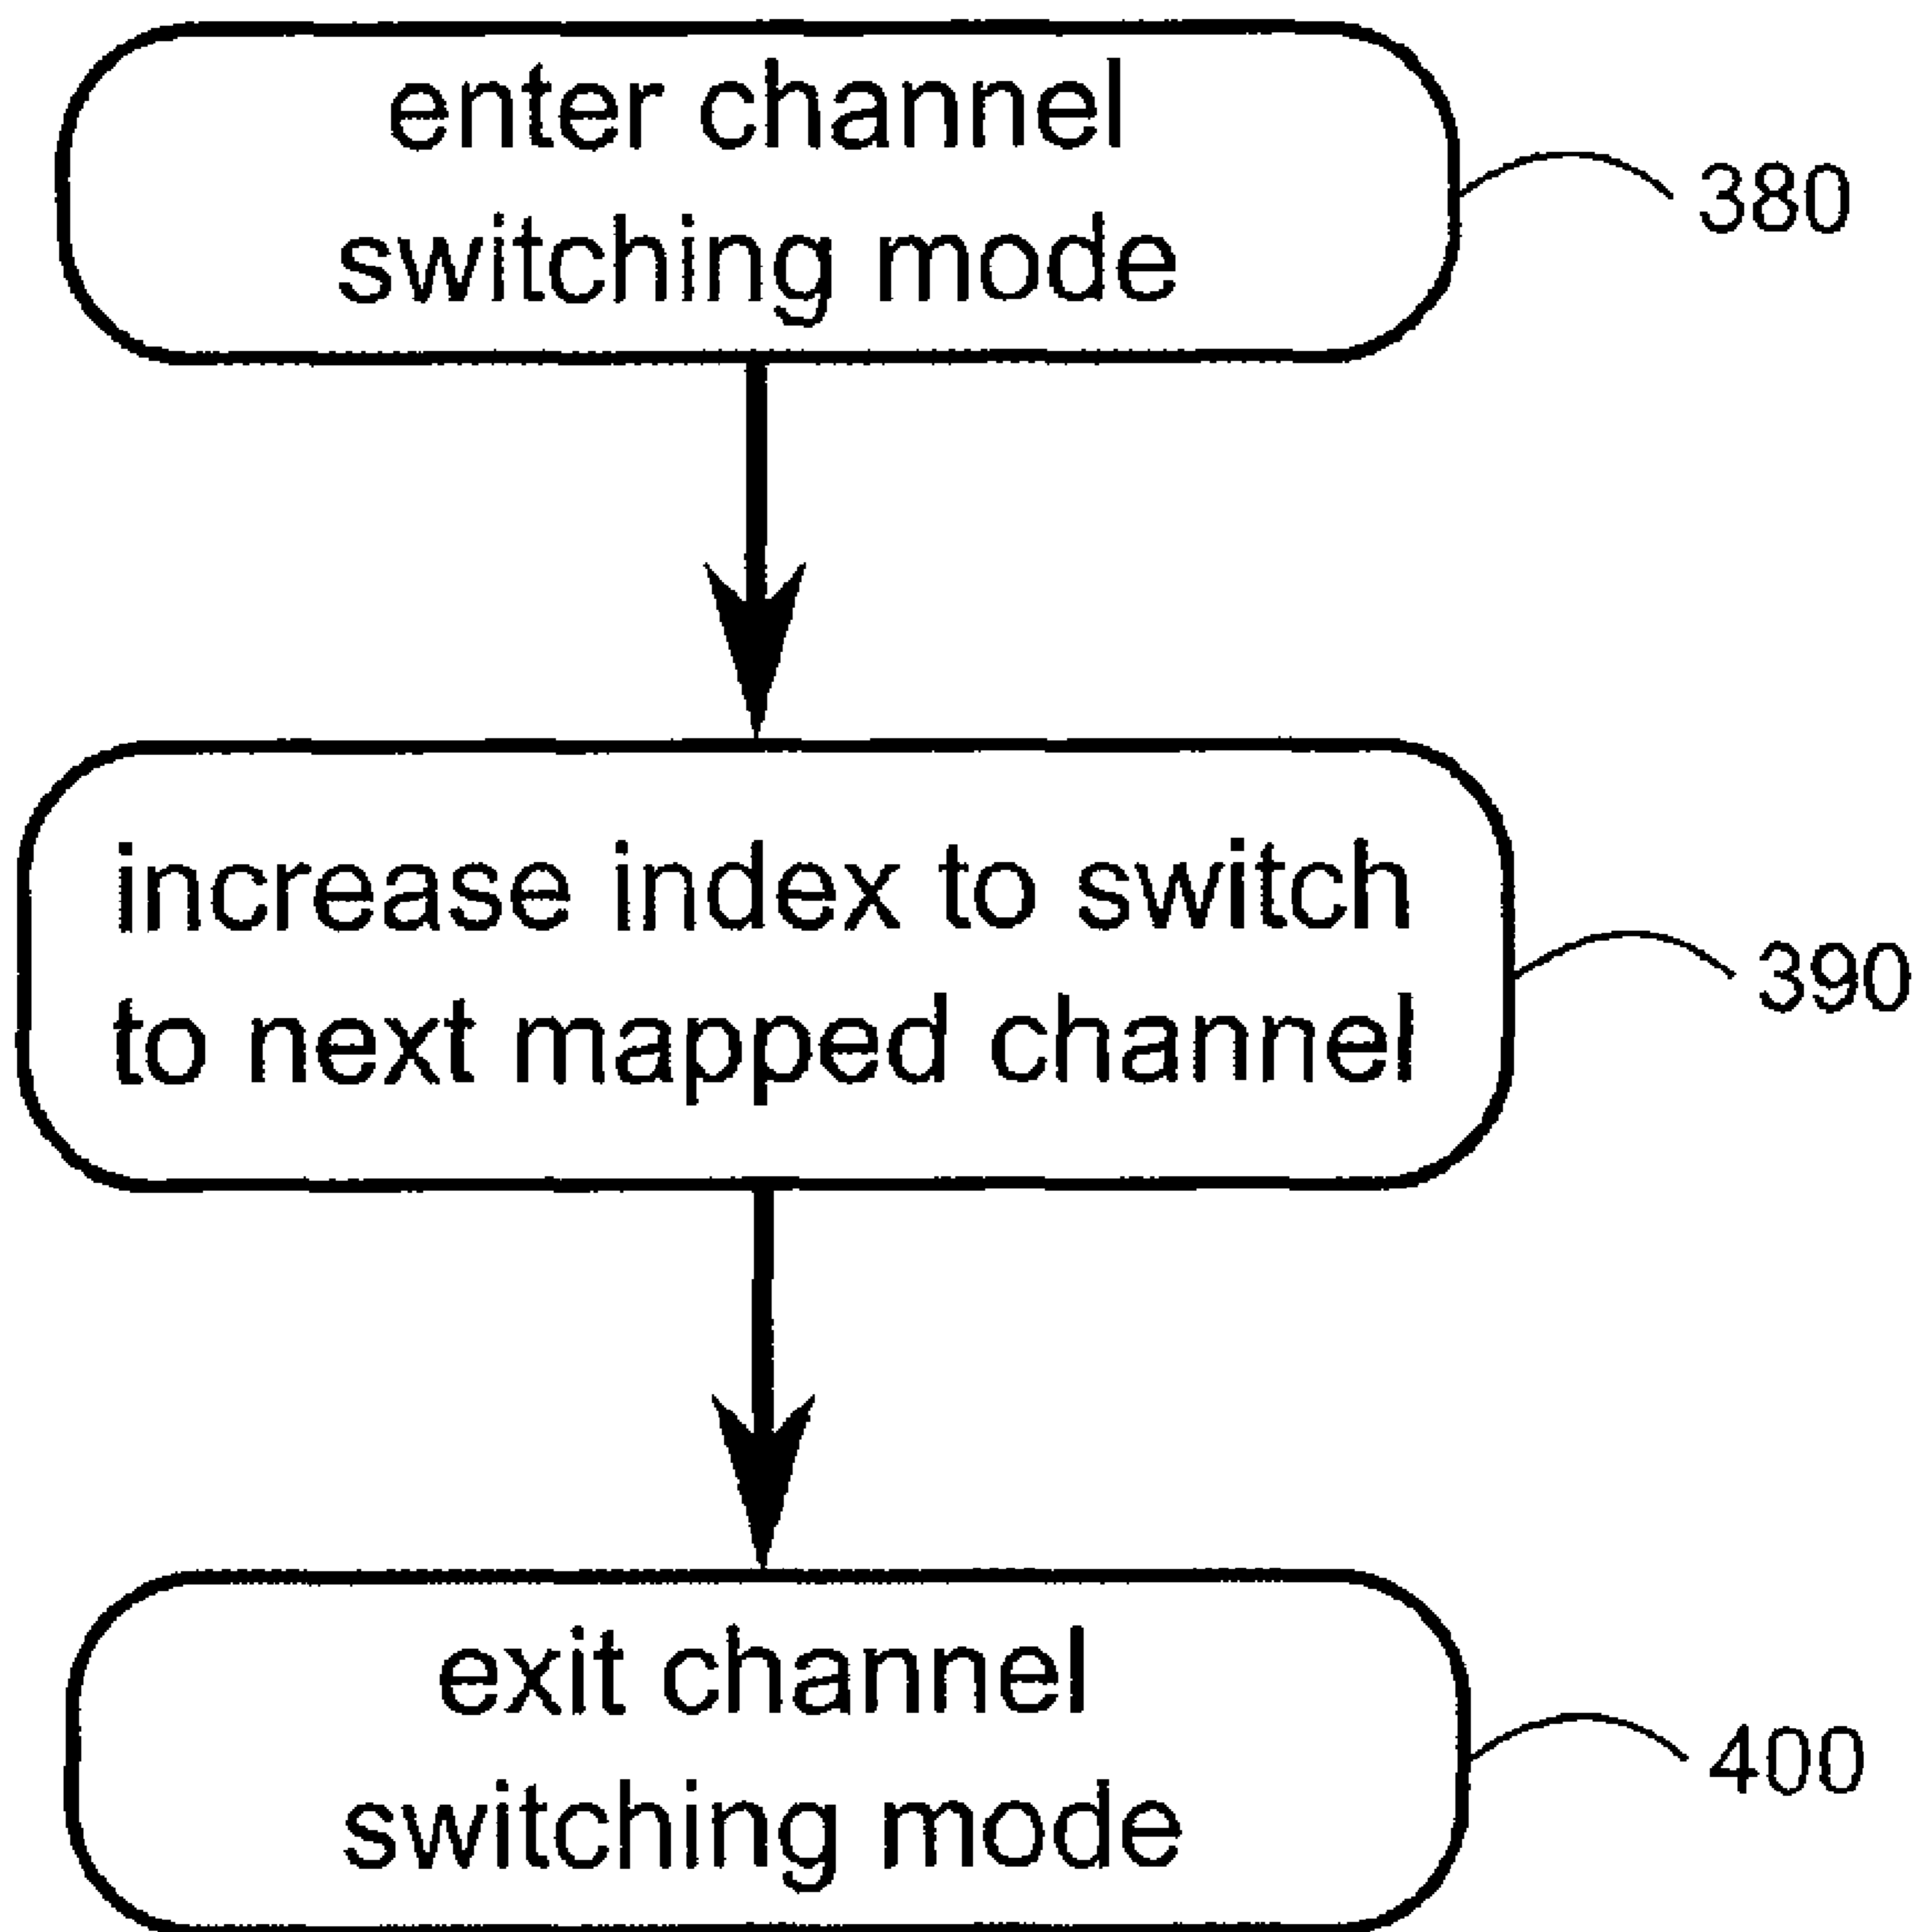 enter channel
switching mode
380
increase index to switch
to next mapped channel
390
exit channel
switching mode
400